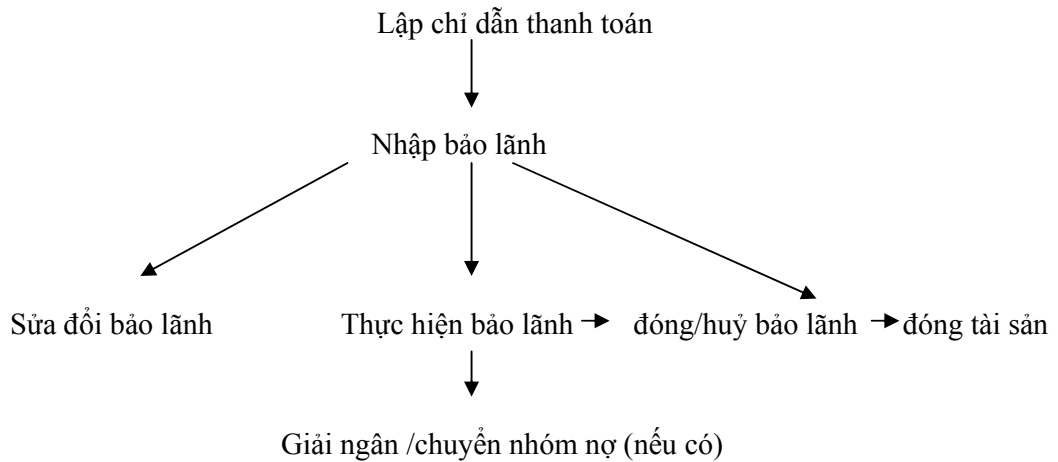 Lập chỉ dẫn thanh toán
Nhập bảo lãnh
Sửa đổi bảo lãnh Thực hiện bảo lãnh đóng/huỷ bảo lãnh đóng tài sản
Giải ngân /chuyển nhóm nợ (nếu có)